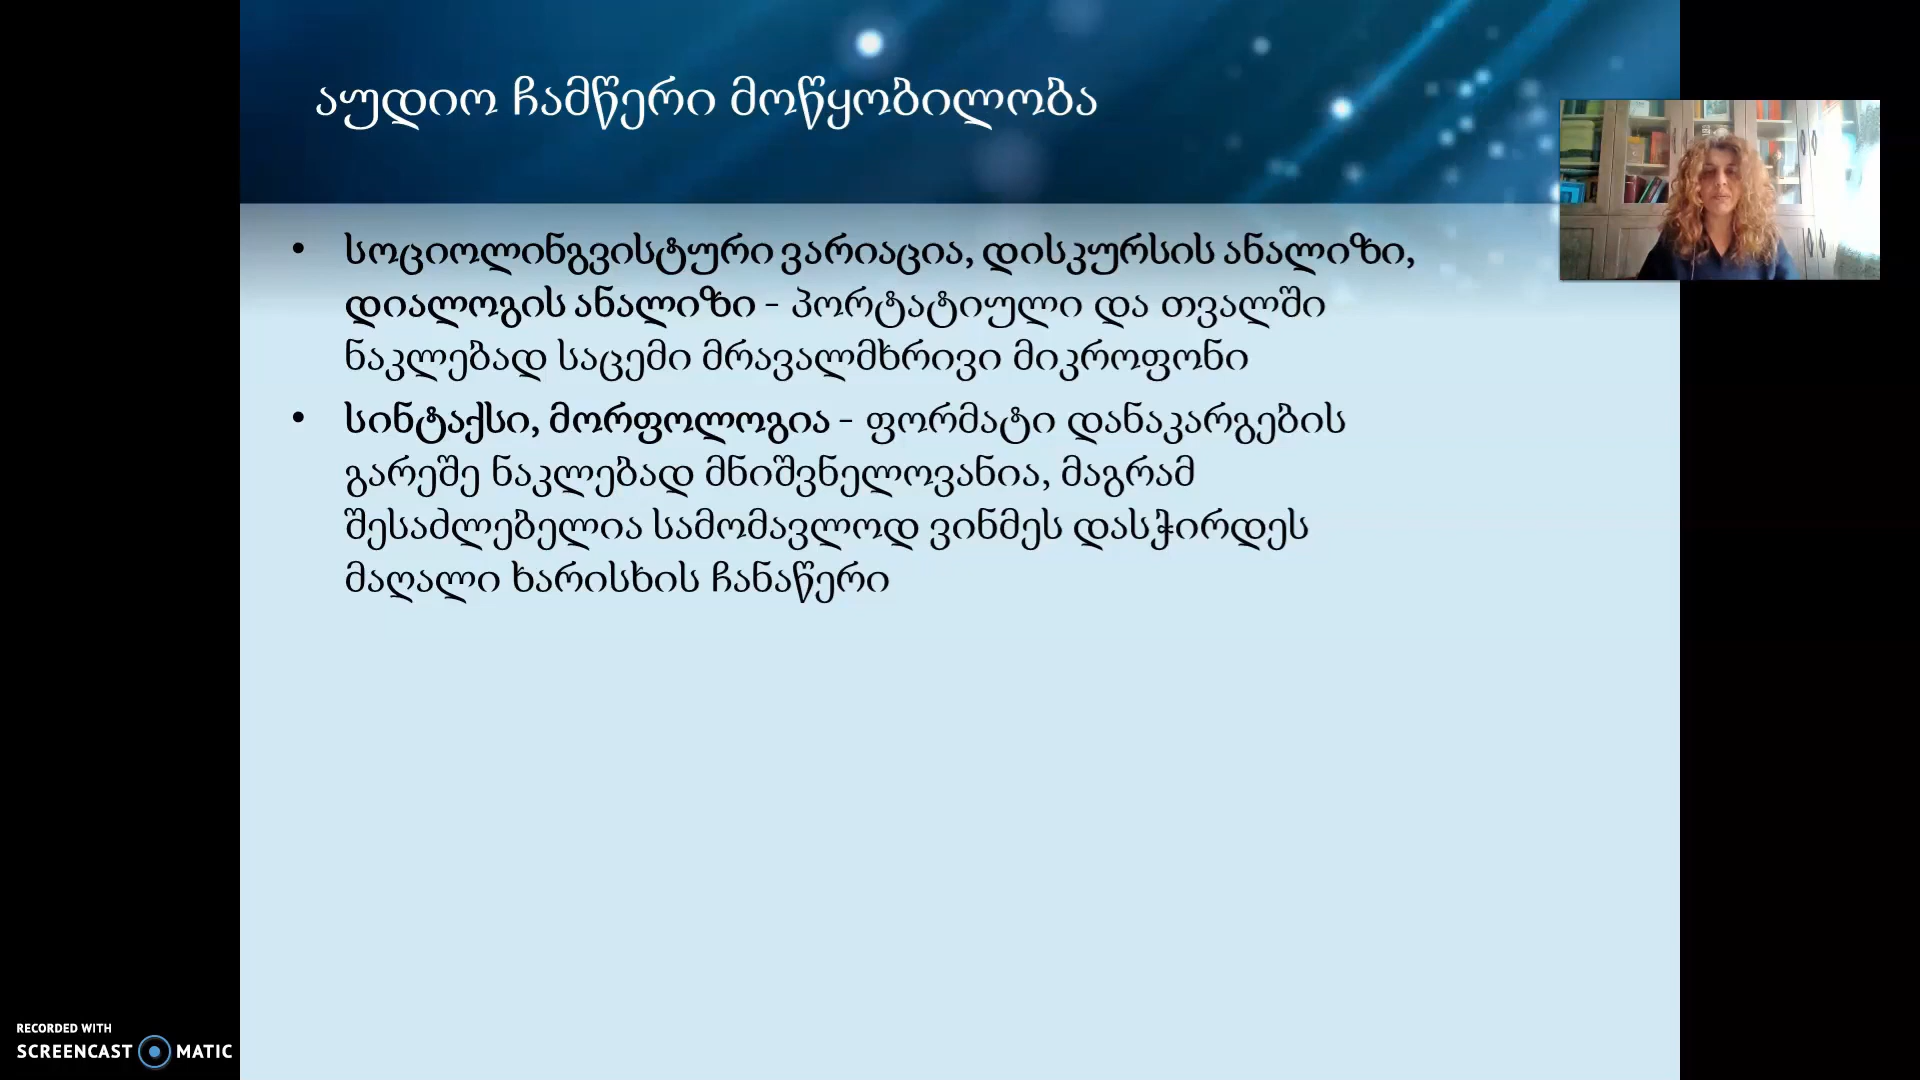 აუდიო ჩამწერი მოწყობილობა
• სოციოლინგვისტური ვარიაცია, დისკურსის ანალიზი,
დიალოგის ანალიზი - პორტატიული და თვალში
ნაკლებად საცემი მრავალმხრივი მიკროფონი
• სინტაქსი, მორფოლოგია - ფორმატი დანაკარგების
გარეშე ნაკლებად მნიშვნელოვანია, მაგრამ
შესაძლებელია სამომავლოდ ვინმეს დასჭირდეს
მაღალი ხარისხის ჩანაწერი
RECORDED WITH
SCREENCAST MATIC